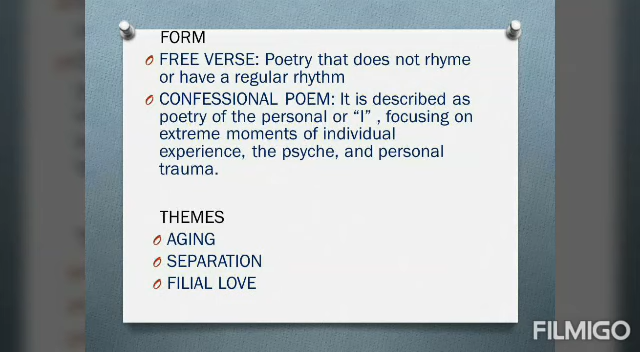 FORM
FREE VERSE: Poetry that does not rhyme
or have a regular rhythm
CONFESSIONAL POEM: It is described as
poetry of the personal or “I” , focusing on
extreme moments of individual
experience, the psyche, and personal
trauma.
THEMES
AGING
SEPARATION
FILIAL LOVE
FILMIGO